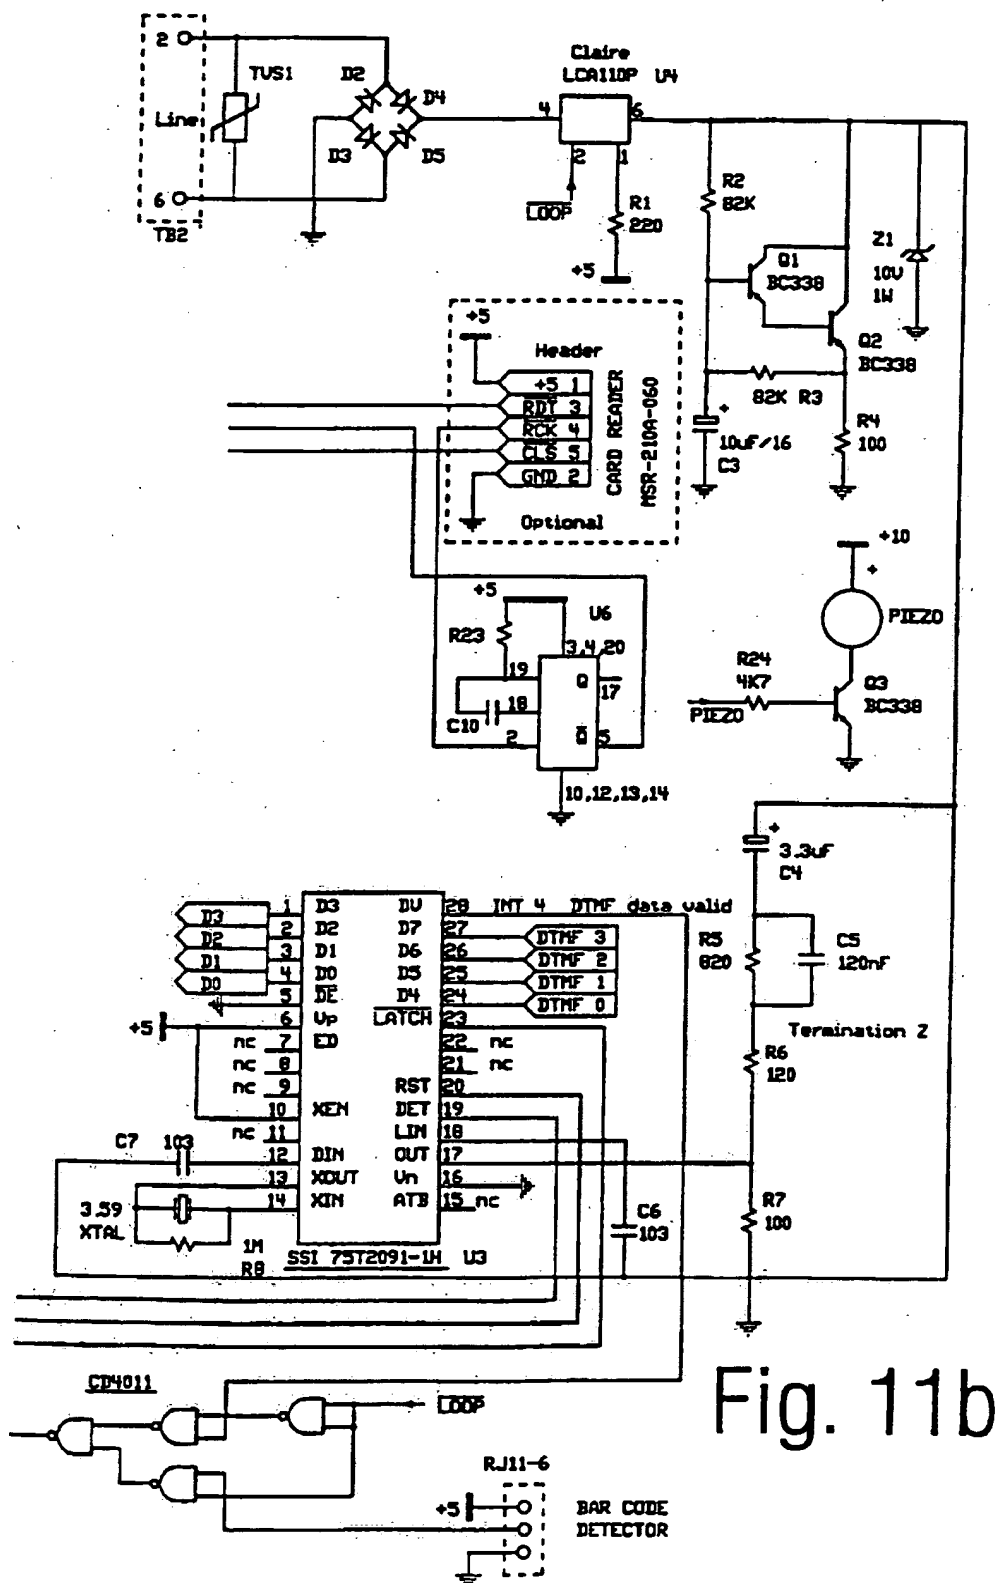 2
Line
6
TB2
TVS1
D2
D4
D3
D5
Claire
LCA110P U4
4
6
2
1
LOOP
R1
220
+5
R2
82K
Q1
BC338
Z1
10V
1W
Q2
BC338
82K R3
10uF/16
C3
+
R4
100
+5
Header
+5 1
RDT 3
RCK 4
CLS 5
GND 2
CARD READER
MSR-210A-060
Optional
+10
+
PIEZO
R24
4K7
PIEZO
Q3
BC338
+5
U6
R23
3,4,20
19
Q
17
18
C10
2
Q
5
10,12,13,14
+
3.3uF
C4
R5
820
C5
120nF
Termination Z
R6
120
R7
100
D3 1 D3 DV 28 INT 4 DTMF data valid
D2 2 D2 D7 27 DTMF 3
D1 3 D1 D6 26 DTMF 2
D0 4 D0 D5 25 DTMF 1
5 DE D4 24 DTMF 0
+5 6 Vp LATCH 23
nc 7 ED 22 nc
nc 8 21 nc
nc 9 RST 20
10 XEN DET 19
nc 11 LIN 18
C7 103 12 DIN OUT 17
13 XOUT Vn 16
14 XIN ATB 15 nc
3.59
XTAL
1M
R8
C6
103
SSI 75T2091-1H U3
CD4011
LOOP
Fig. 11b
RJ11-6
+5
BAR CODE
DETECTOR